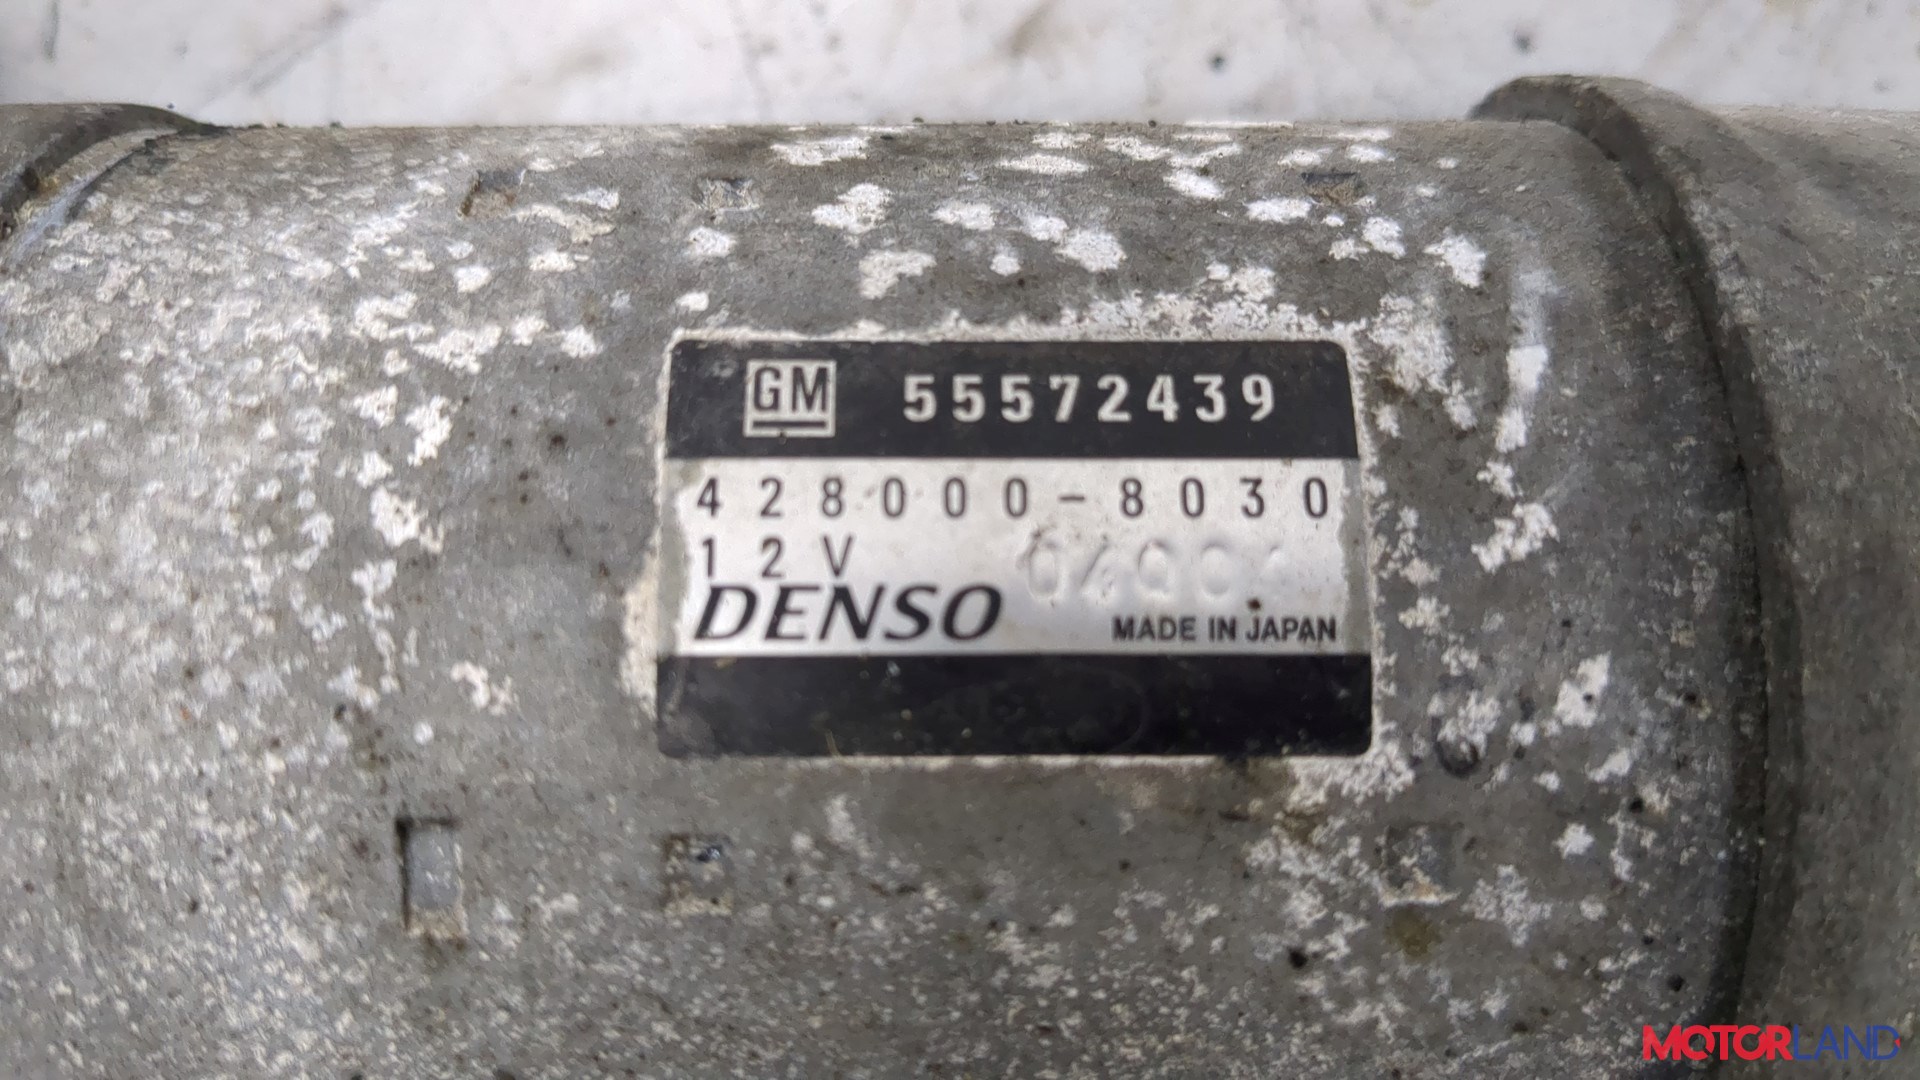 GM 55572439
428000-8030
12V
DENSO MADE IN JAPAN
MOTORLAND